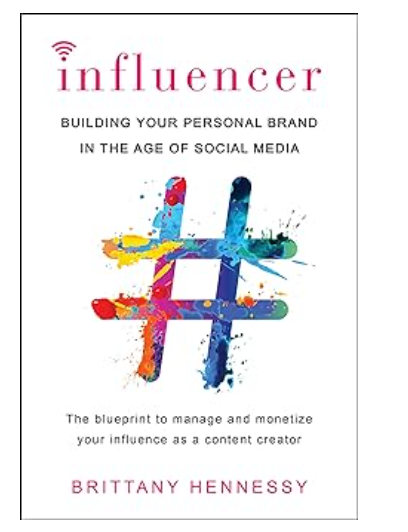 influencer
BUILDING YOUR PERSONAL BRAND
IN THE AGE OF SOCIAL MEDIA
#
The blueprint to manage and monetize
your influence as a content creator
BRITTANY HENNESSY